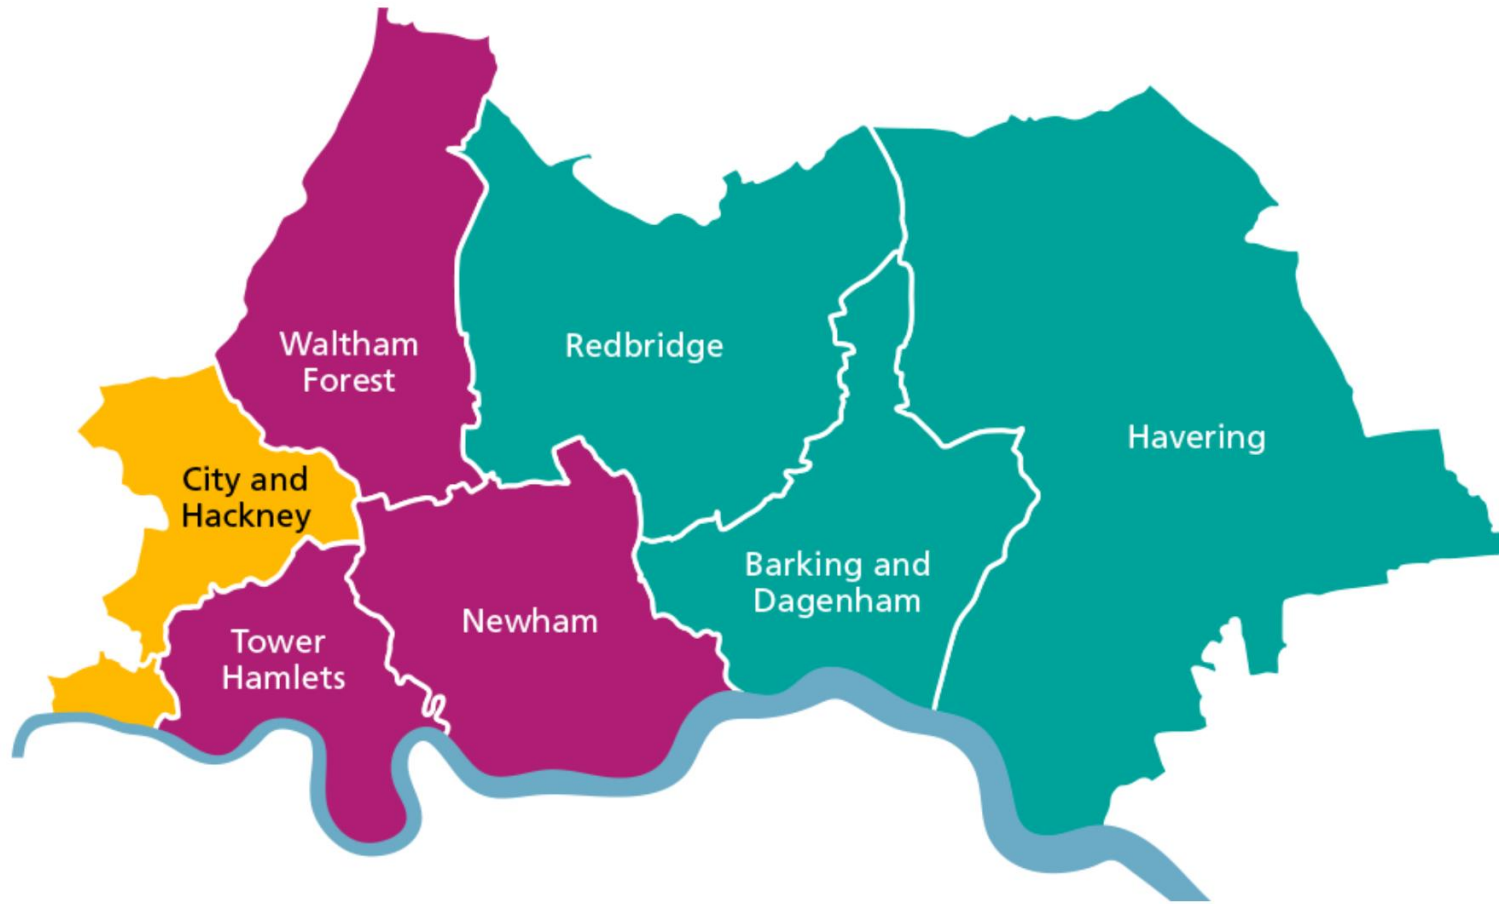 Waltham
Forest
Redbridge
Havering
City and
Hackney
Barking and
Dagenham
Newham
Tower
Hamlets